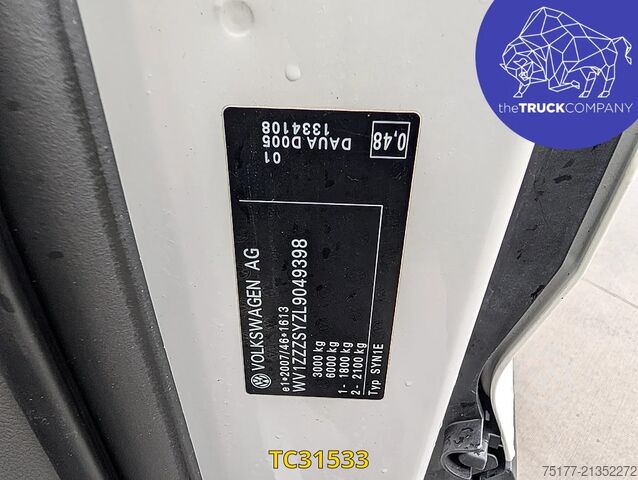 theTRUCKCOMPANY
VOLKSWAGEN AG
e1*2007/46*1613
WV1ZZZSYZL9049398
3000 kg
6000 kg
1- 1800 kg
2- 2100 kg
Typ SYN1E
01
DAUA D005
1334108
0,48
TC31533
75177-21352272